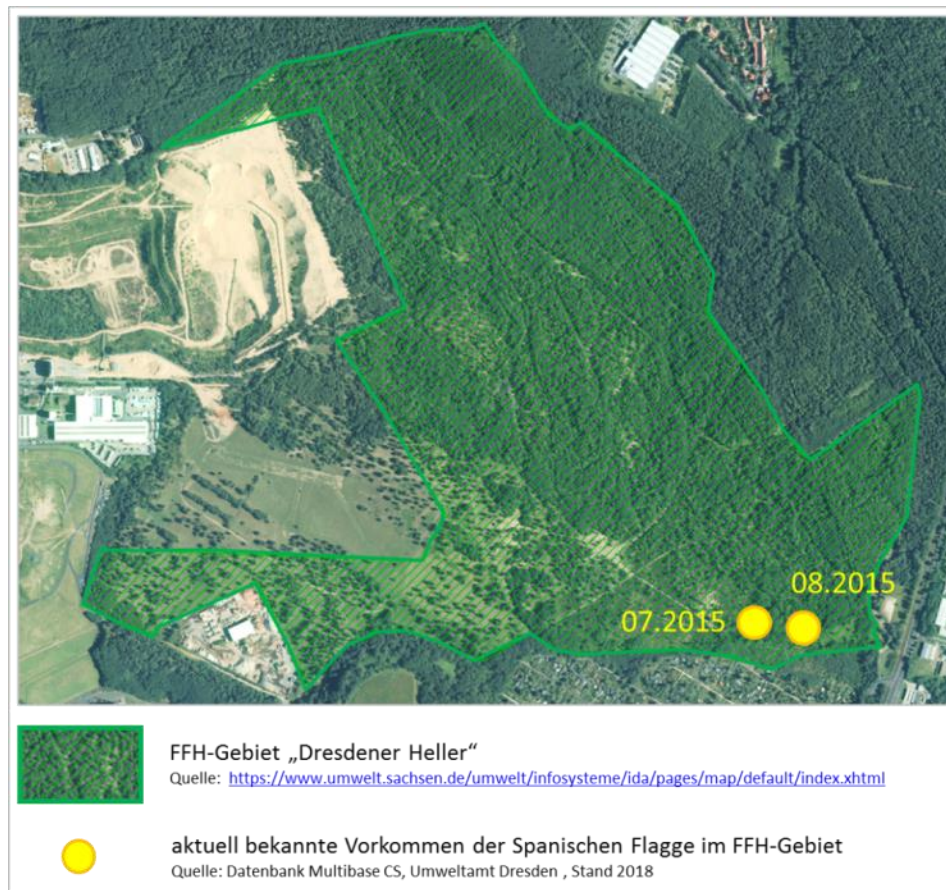 08.2015
07.2015
FFH-Gebiet „Dresdener Heller“
Quelle: https://www.umwelt.sachsen.de/umwelt/infosysteme/ida/pages/map/default/index.xhtml
aktuell bekannte Vorkommen der Spanischen Flagge im FFH-Gebiet
Quelle: Datenbank Multibase CS, Umweltamt Dresden , Stand 2018